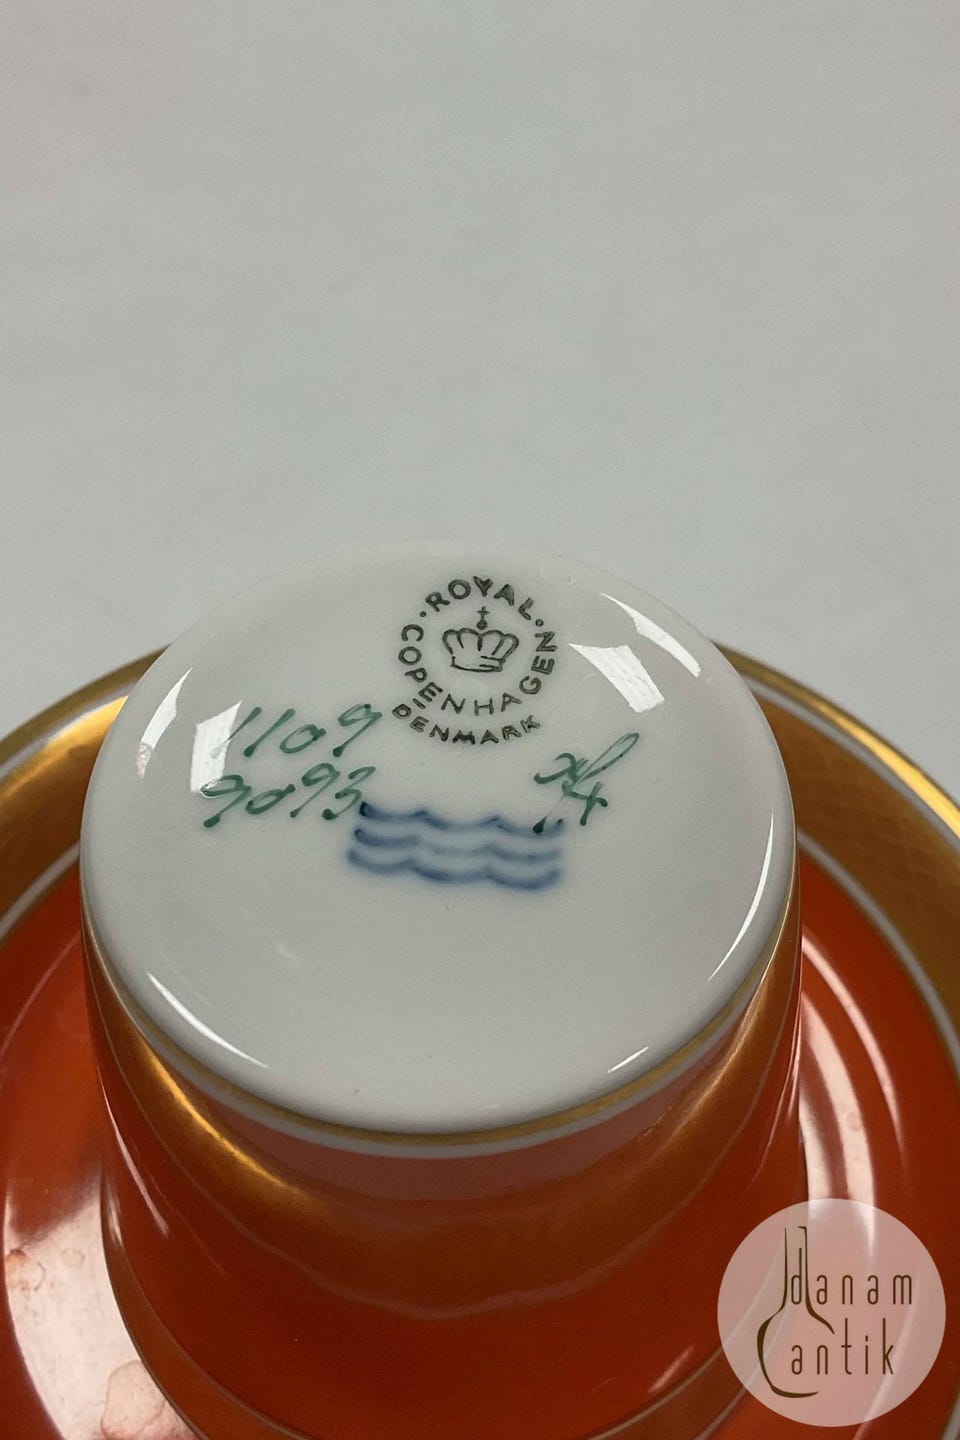 ROYAL
COPENHAGEN
DENMARK
1109
9093
danam
antik